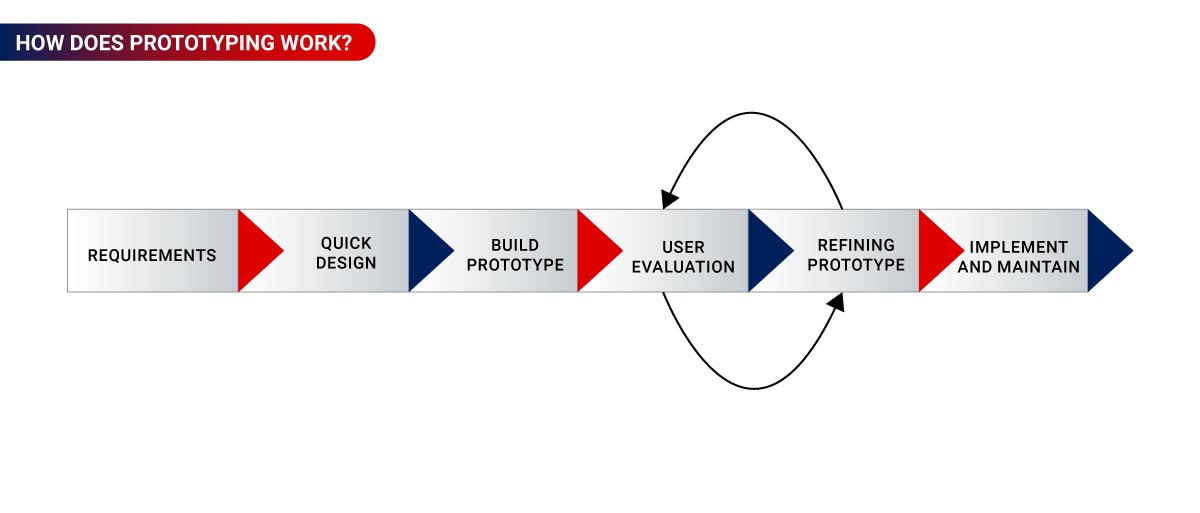 HOW DOES PROTOTYPING WORK?
REQUIREMENTS
QUICK
DESIGN
BUILD
PROTOTYPE
USER
EVALUATION
REFINING
PROTOTYPE
IMPLEMENT
AND MAINTAIN